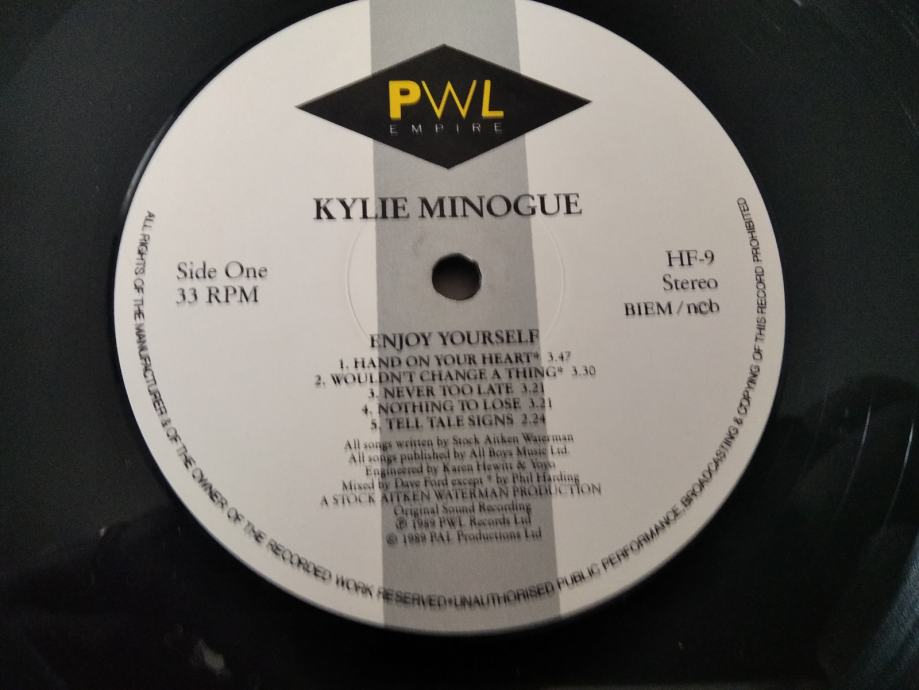 PWL
EMPIRE
KYLIE MINOGUE
Side One
33 RPM
HF-9
Stereo
BIEM/ncb
ENJOY YOURSELF
1. HAND ON YOUR HEART* 3.47
2. WOULDN'T CHANGE A THING* 3.30
3. NEVER TOO LATE 3.21
4. NOTHING TO LOSE 3.21
5. TELL TALE SIGNS 2.24
All songs written by Stock Aitken Waterman
All songs published by All Boys Music Ltd.
Engineered by Karen Hewitt & Yoyo
Mixed by Dave Ford except * by Phil Harding
A STOCK AITKEN WATERMAN PRODUCTION
Original Sound Recording
℗ 1989 PWL Records Ltd
© 1989 PAL Productions Ltd
ALL RIGHTS OF THE MANUFACTURER & OF THE OWNER OF THE RECORDED WORK RESERVED•UNAUTHORISED PUBLIC PERFORMANCE BROADCASTING & COPYING OF THIS RECORD PROHIBITED